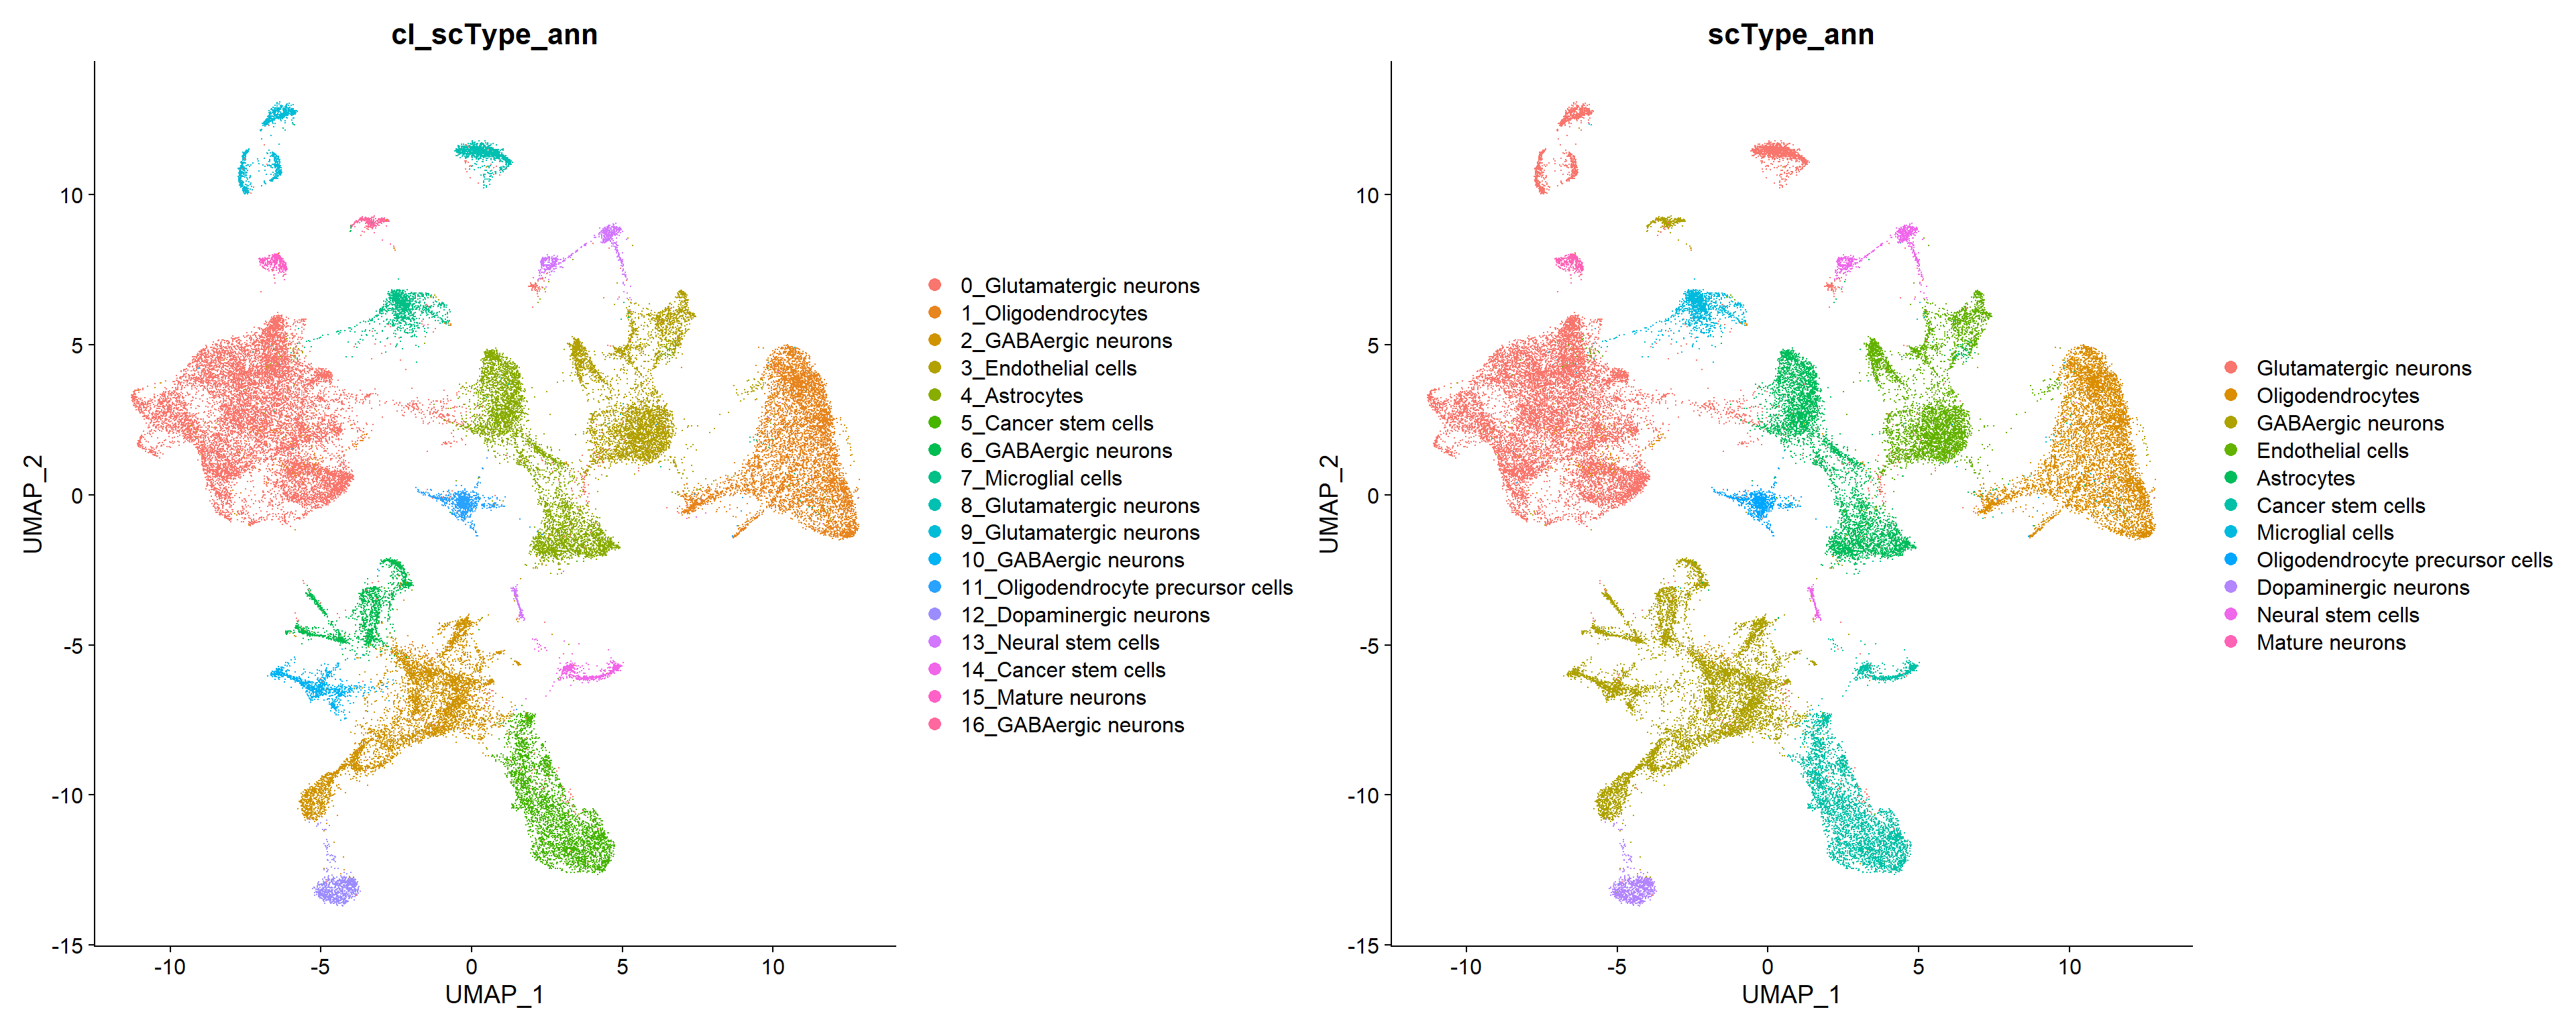 cl_scType_ann
10
5
0
-5
-10
-15
UMAP_2
-10
-5
0
5
10
UMAP_1
0_Glutamatergic neurons
1_Oligodendrocytes
2_GABAergic neurons
3_Endothelial cells
4_Astrocytes
5_Cancer stem cells
6_GABAergic neurons
7_Microglial cells
8_Glutamatergic neurons
9_Glutamatergic neurons
10_GABAergic neurons
11_Oligodendrocyte precursor cells
12_Dopaminergic neurons
13_Neural stem cells
14_Cancer stem cells
15_Mature neurons
16_GABAergic neurons
scType_ann
10
5
0
-5
-10
-15
UMAP_2
-10
-5
0
5
10
UMAP_1
Glutamatergic neurons
Oligodendrocytes
GABAergic neurons
Endothelial cells
Astrocytes
Cancer stem cells
Microglial cells
Oligodendrocyte precursor cells
Dopaminergic neurons
Neural stem cells
Mature neurons